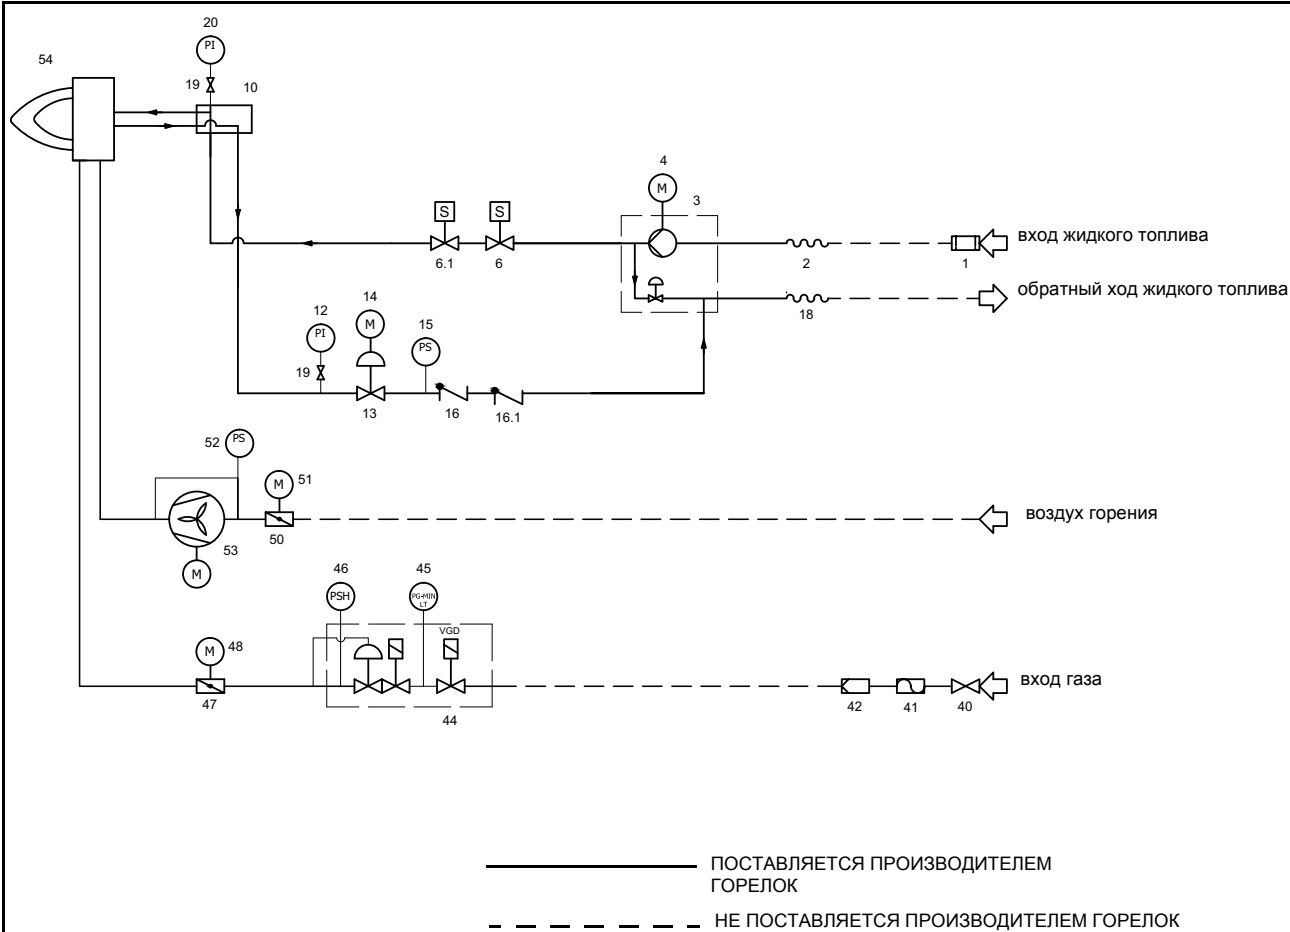 20
PI
54
19
10
4
M
3
S
S
вход жидкого топлива
6.1
6
2
1
обратный ход жидкого топлива
18
14
12
M
15
PI
PS
19
13
16
16.1
52
PS
M
51
воздух горения
50
53
M
46
45
PSH
PG-MIN
LT
VGD
M
48
вход газа
47
44
42
41
40
ПОСТАВЛЯЕТСЯ ПРОИЗВОДИТЕЛЕМ
ГОРЕЛОК
НЕ ПОСТАВЛЯЕТСЯ ПРОИЗВОДИТЕЛЕМ ГОРЕЛОК